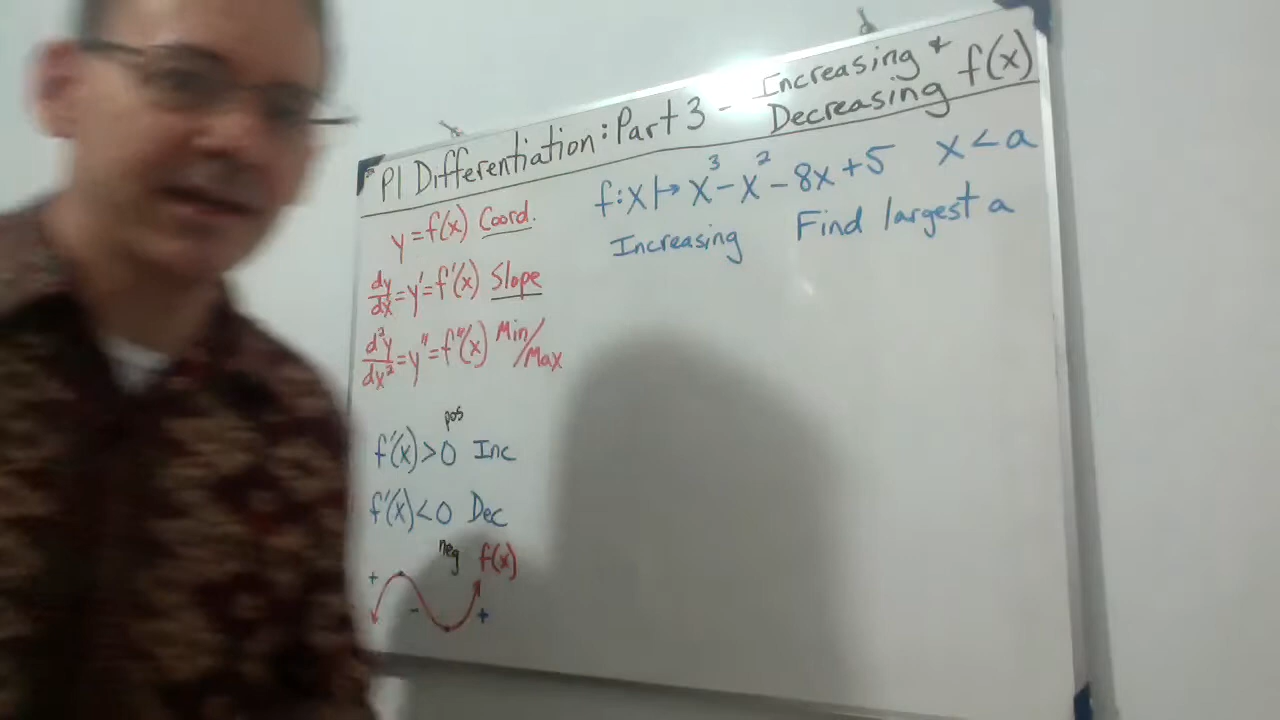 P1 Differentiation: Part 3 - Increasing +
Decreasing f(x)
y = f(x) Coord.
dy/dx = y' = f'(x) Slope
d²y/dx² = y" = f"(x) Min/Max
pos
f'(x) > 0 Inc
f'(x) < 0 Dec
neg
f(x)
+
-
+
f: x ↦ x³ - x² - 8x + 5 x < a
Increasing Find largest a